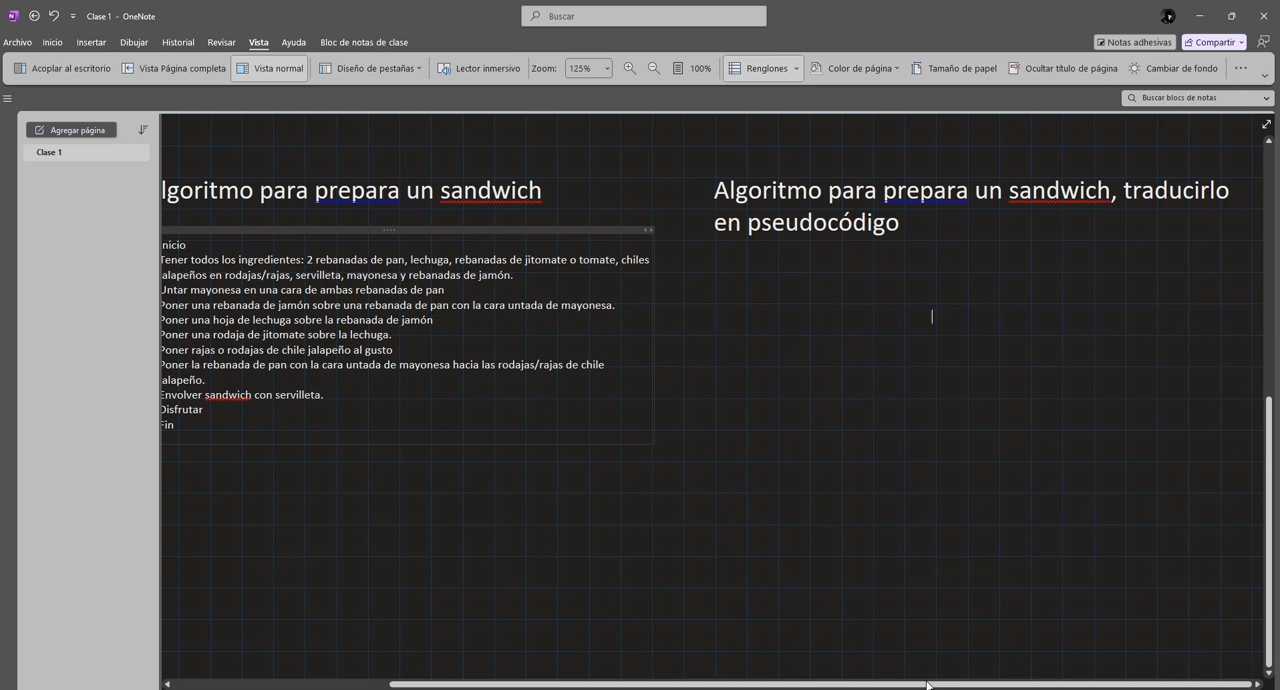 Clase 1 - OneNote
Buscar
Archivo Inicio Insertar Dibujar Historial Revisar Vista Ayuda Bloc de notas de clase
Notas adhesivas Compartir
Acoplar al escritorio Vista Página completa Vista normal Diseño de pestañas Lector inmersivo Zoom: 125% 100% Renglones Color de página Tamaño de papel Ocultar título de página Cambiar de fondo
Buscar blocs de notas
Agregar página
Clase 1
lgoritmo para prepara un sandwich
nicio
Tener todos los ingredientes: 2 rebanadas de pan, lechuga, rebanadas de jitomate o tomate, chiles
alapeños en rodajas/rajas, servilleta, mayonesa y rebanadas de jamón.
Untar mayonesa en una cara de ambas rebanadas de pan
Poner una rebanada de jamón sobre una rebanada de pan con la cara untada de mayonesa.
Poner una hoja de lechuga sobre la rebanada de jamón
Poner una rodaja de jitomate sobre la lechuga.
Poner rajas o rodajas de chile jalapeño al gusto
Poner la rebanada de pan con la cara untada de mayonesa hacia las rodajas/rajas de chile
alapeño.
Envolver sandwich con servilleta.
Disfrutar
Fin
Algoritmo para prepara un sandwich, traducirlo
en pseudocódigo